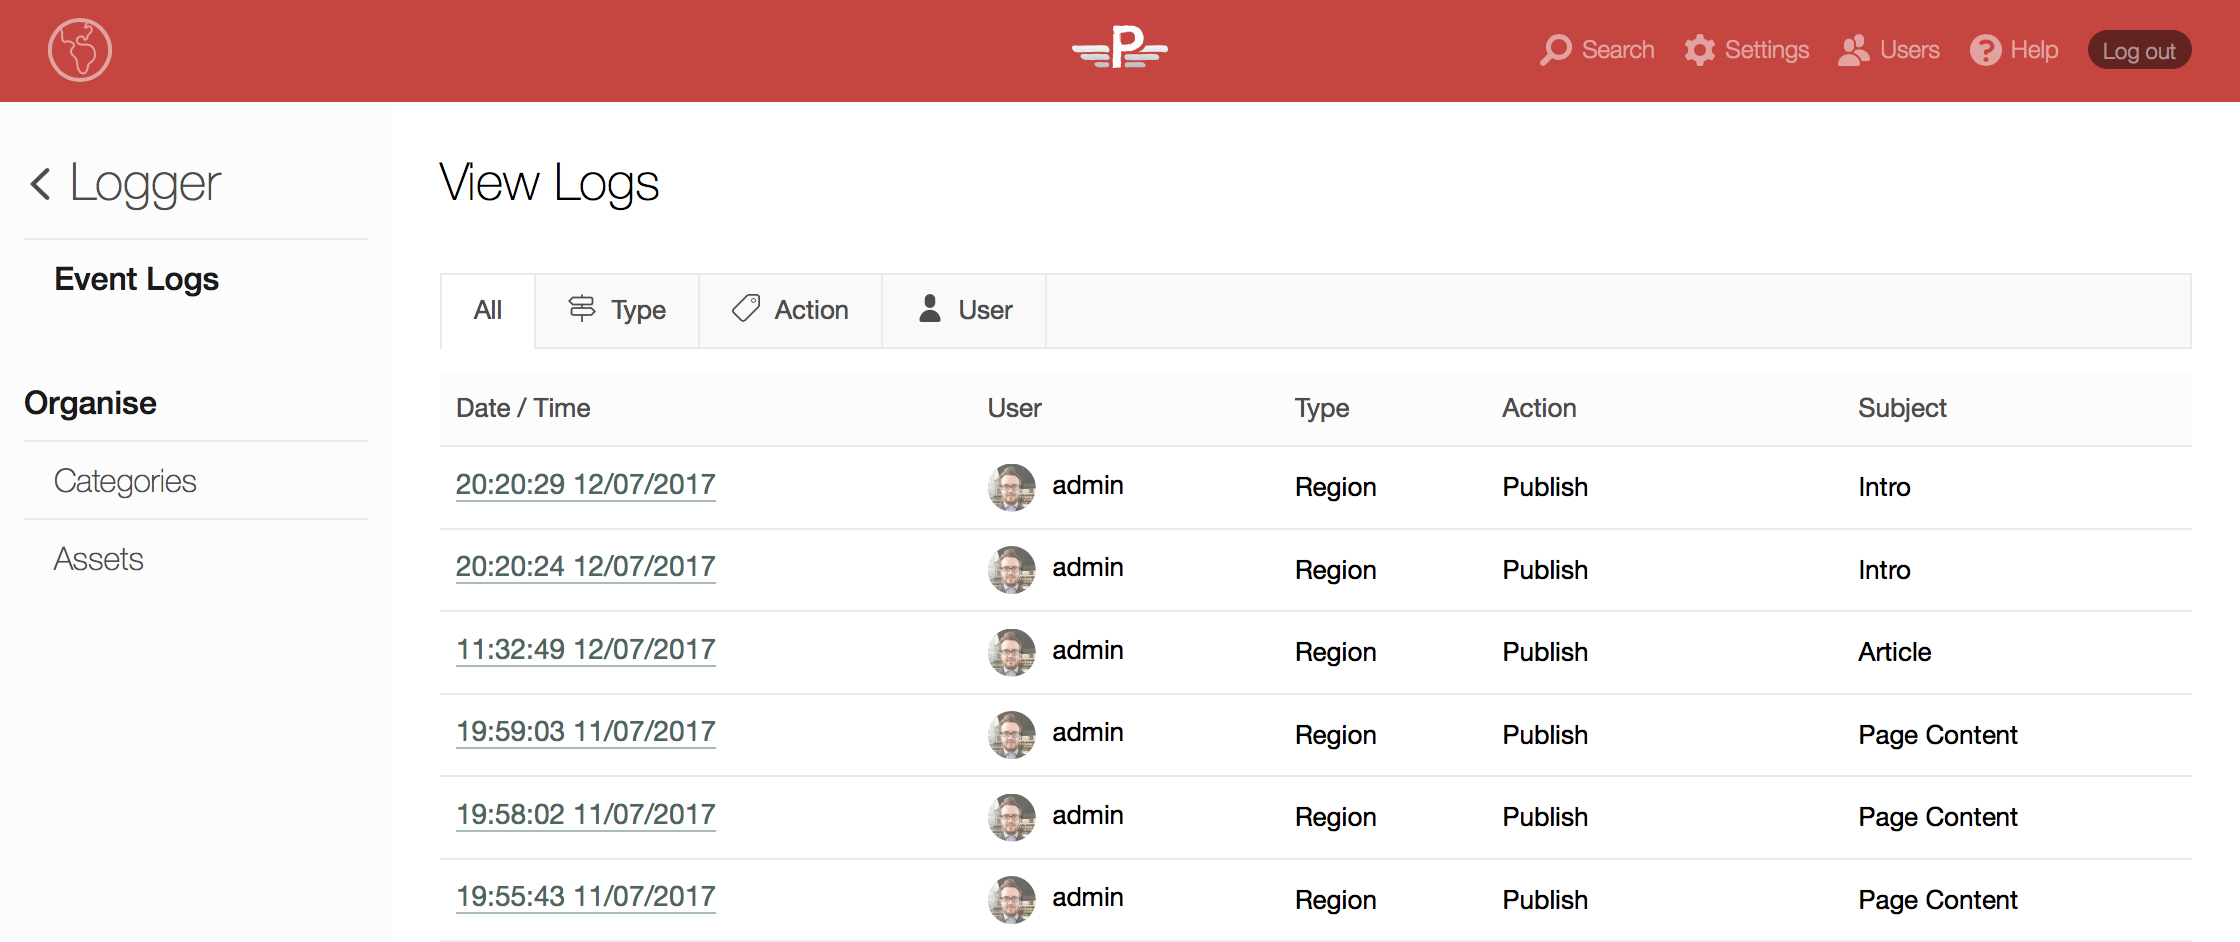 P
Search Settings Users Help Log out
Logger
Event Logs
Organise
Categories
Assets
View Logs
All Type Action User
Date / Time User Type Action Subject
20:20:29 12/07/2017 admin Region Publish Intro
20:20:24 12/07/2017 admin Region Publish Intro
11:32:49 12/07/2017 admin Region Publish Article
19:59:03 11/07/2017 admin Region Publish Page Content
19:58:02 11/07/2017 admin Region Publish Page Content
19:55:43 11/07/2017 admin Region Publish Page Content